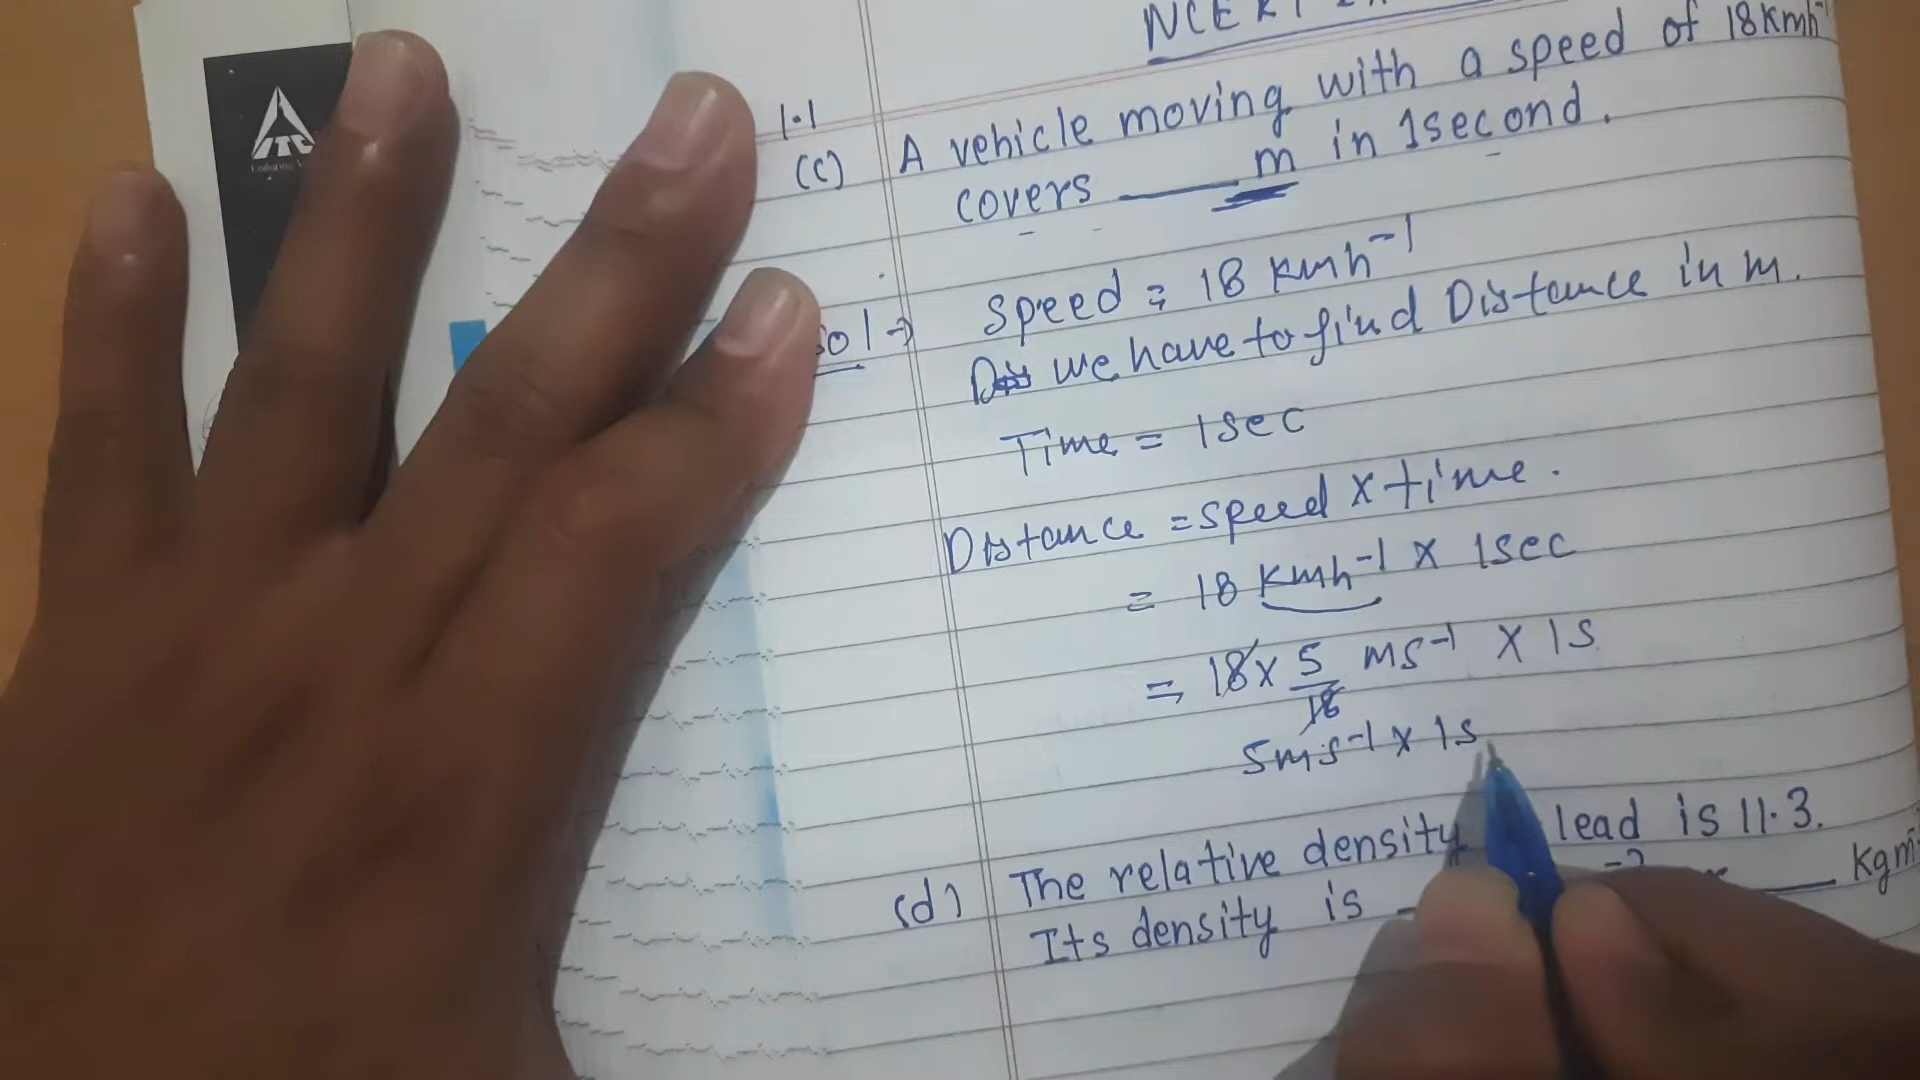 NCERT
1.1
(C) A vehicle moving with a speed of 18 Kmh⁻¹
covers ____ m in 1second.
Sol → Speed = 18 Kmh⁻¹
we have to find Distance in m.
Time = 1sec
Distance = speed x time.
= 18 Kmh⁻¹ x 1sec
= 18 x 5/18 ms⁻¹ x 1s
5ms⁻¹ x 1s
(d) The relative density lead is 11.3.
Its density is ____ kgm
ITC